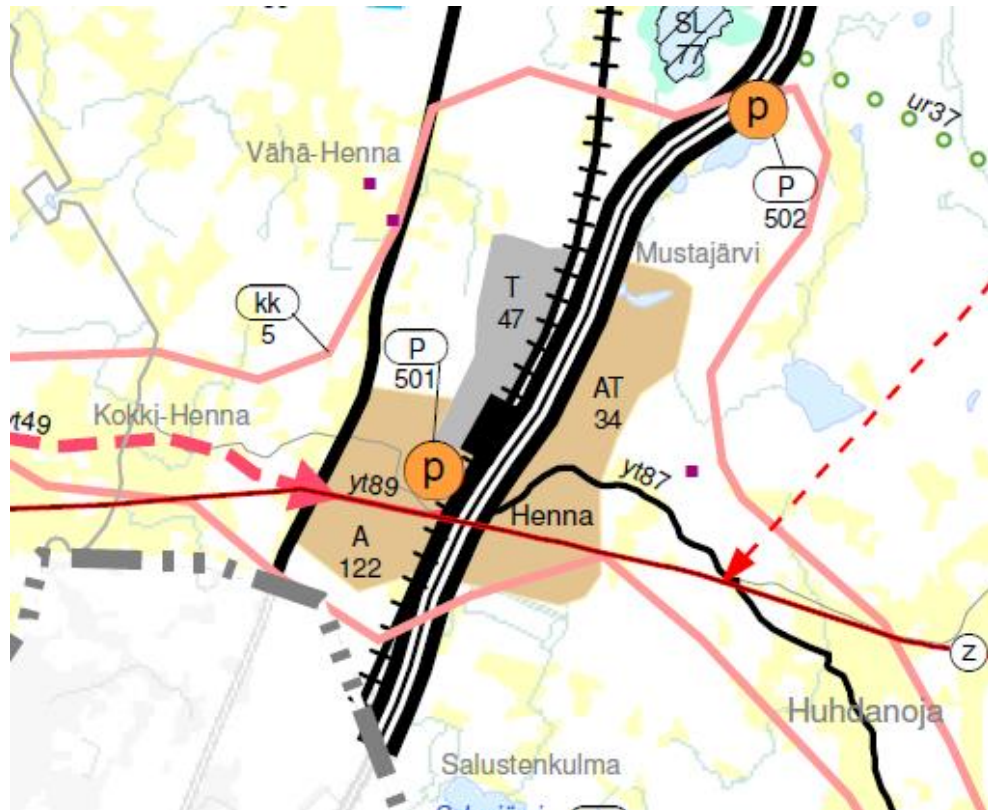 SL
77
p
ur37
P
502
Vähä-Henna
Mustajärvi
T
47
kk
5
P
501
AT
34
Kokki-Henna
yt49
p
yt89
yt87
Henna
A
122
z
Huhdanoja
Salustenkulma